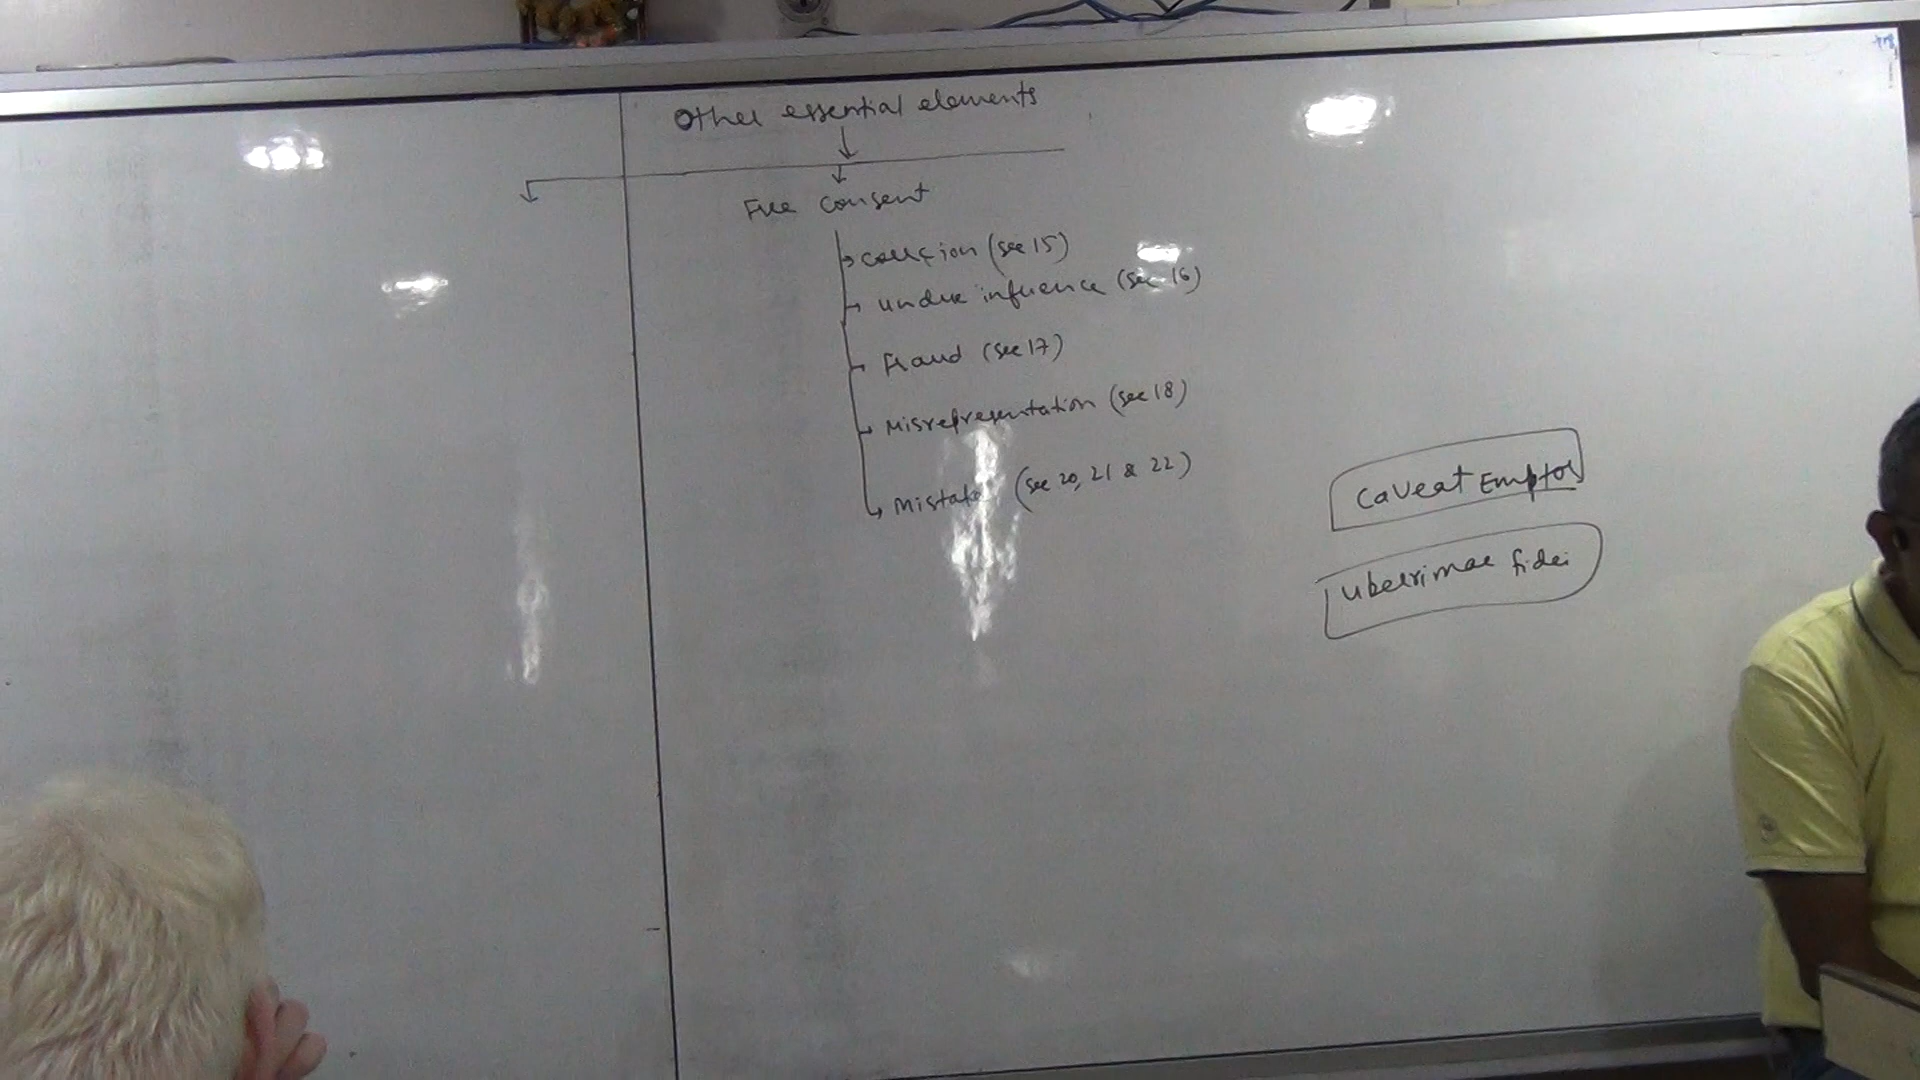 Other essential elements
Free consent
coercion (sec 15)
undue influence (sec 16)
Fraud (sec 17)
Misrepresentation (sec 18)
Mistake (sec 20, 21 & 22)
Caveat Emptor
uberrimae fidei